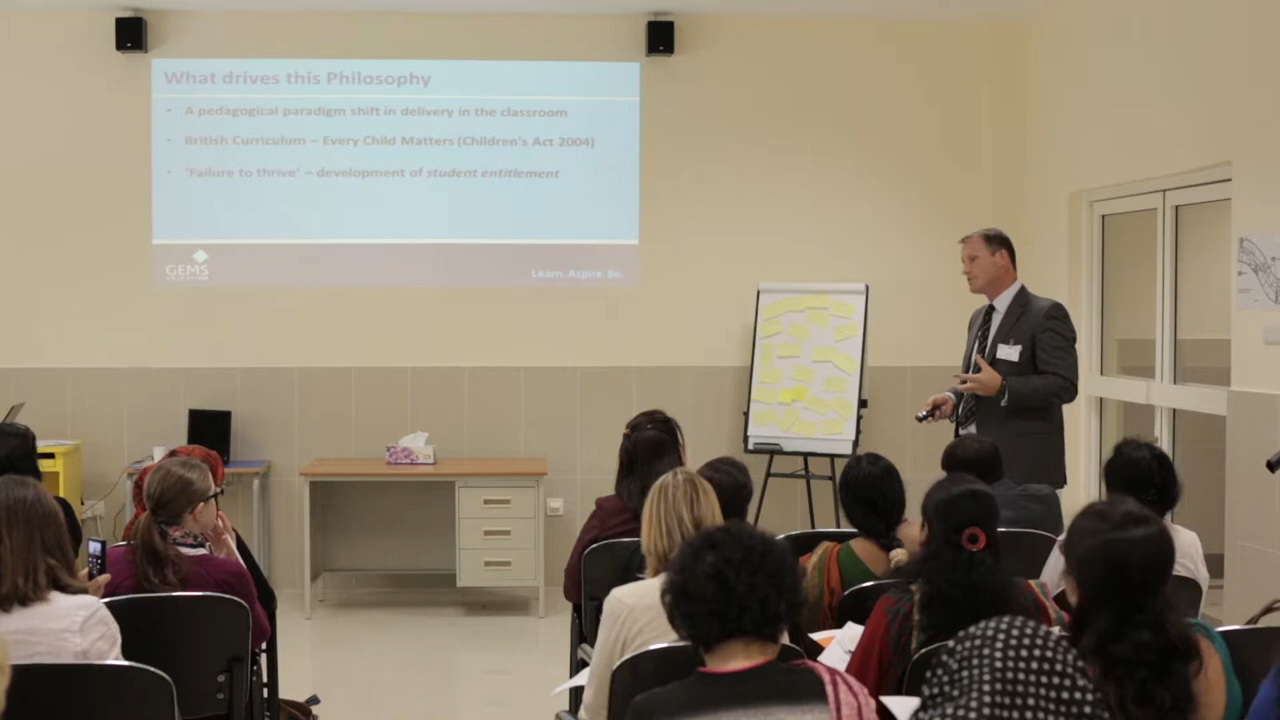 What drives this Philosophy
• A pedagogical paradigm shift in delivery in the classroom
• British Curriculum – Every Child Matters (Children's Act 2004)
• 'Failure to thrive' – development of student entitlement
GEMS
EDUCATION
Learn. Aspire. Be.